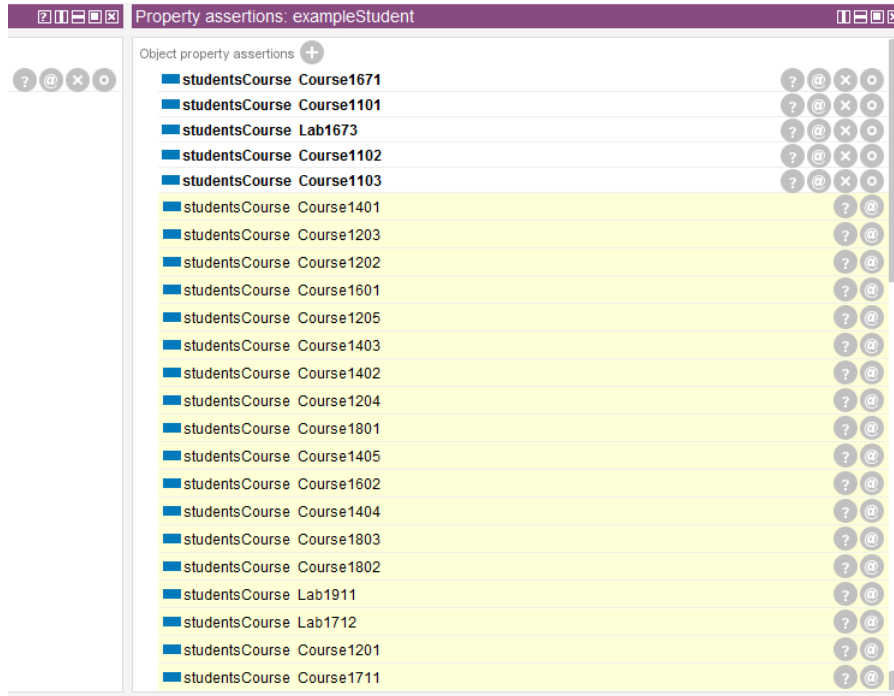 Property assertions: exampleStudent
Object property assertions
studentsCourse Course1671
studentsCourse Course1101
studentsCourse Lab1673
studentsCourse Course1102
studentsCourse Course1103
studentsCourse Course1401
studentsCourse Course1203
studentsCourse Course1202
studentsCourse Course1601
studentsCourse Course1205
studentsCourse Course1403
studentsCourse Course1402
studentsCourse Course1204
studentsCourse Course1801
studentsCourse Course1405
studentsCourse Course1602
studentsCourse Course1404
studentsCourse Course1803
studentsCourse Course1802
studentsCourse Lab1911
studentsCourse Lab1712
studentsCourse Course1201
studentsCourse Course1711